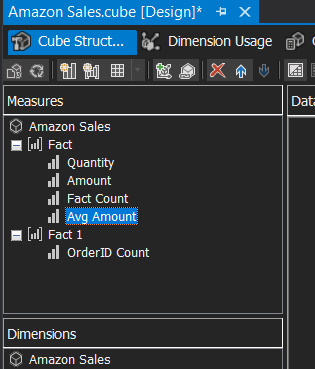 Amazon Sales.cube [Design]*
Cube Struct...
Dimension Usage
Measures
Data
Amazon Sales
Fact
Quantity
Amount
Fact Count
Avg Amount
Fact 1
OrderID Count
Dimensions
Amazon Sales